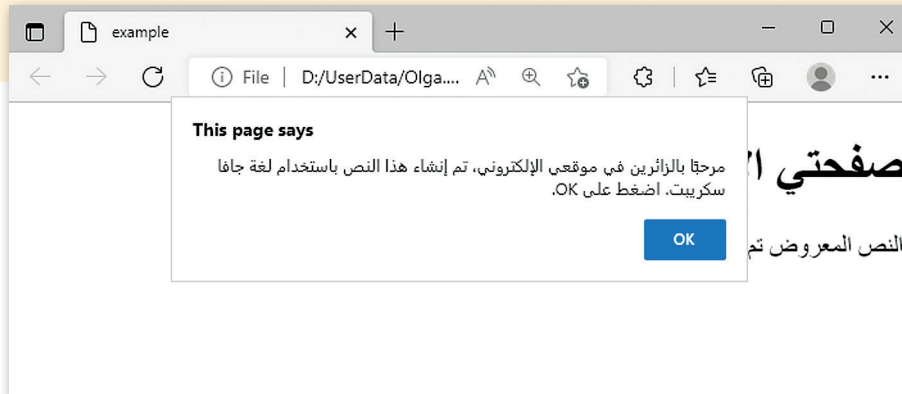 example
File
D:/UserData/Olga....
This page says
مرحبًا بالزائرين في موقعي الإلكتروني، تم إنشاء هذا النص باستخدام لغة جافا
سكريبت. اضغط على OK.
OK
صفحتي
النص المعروض تم